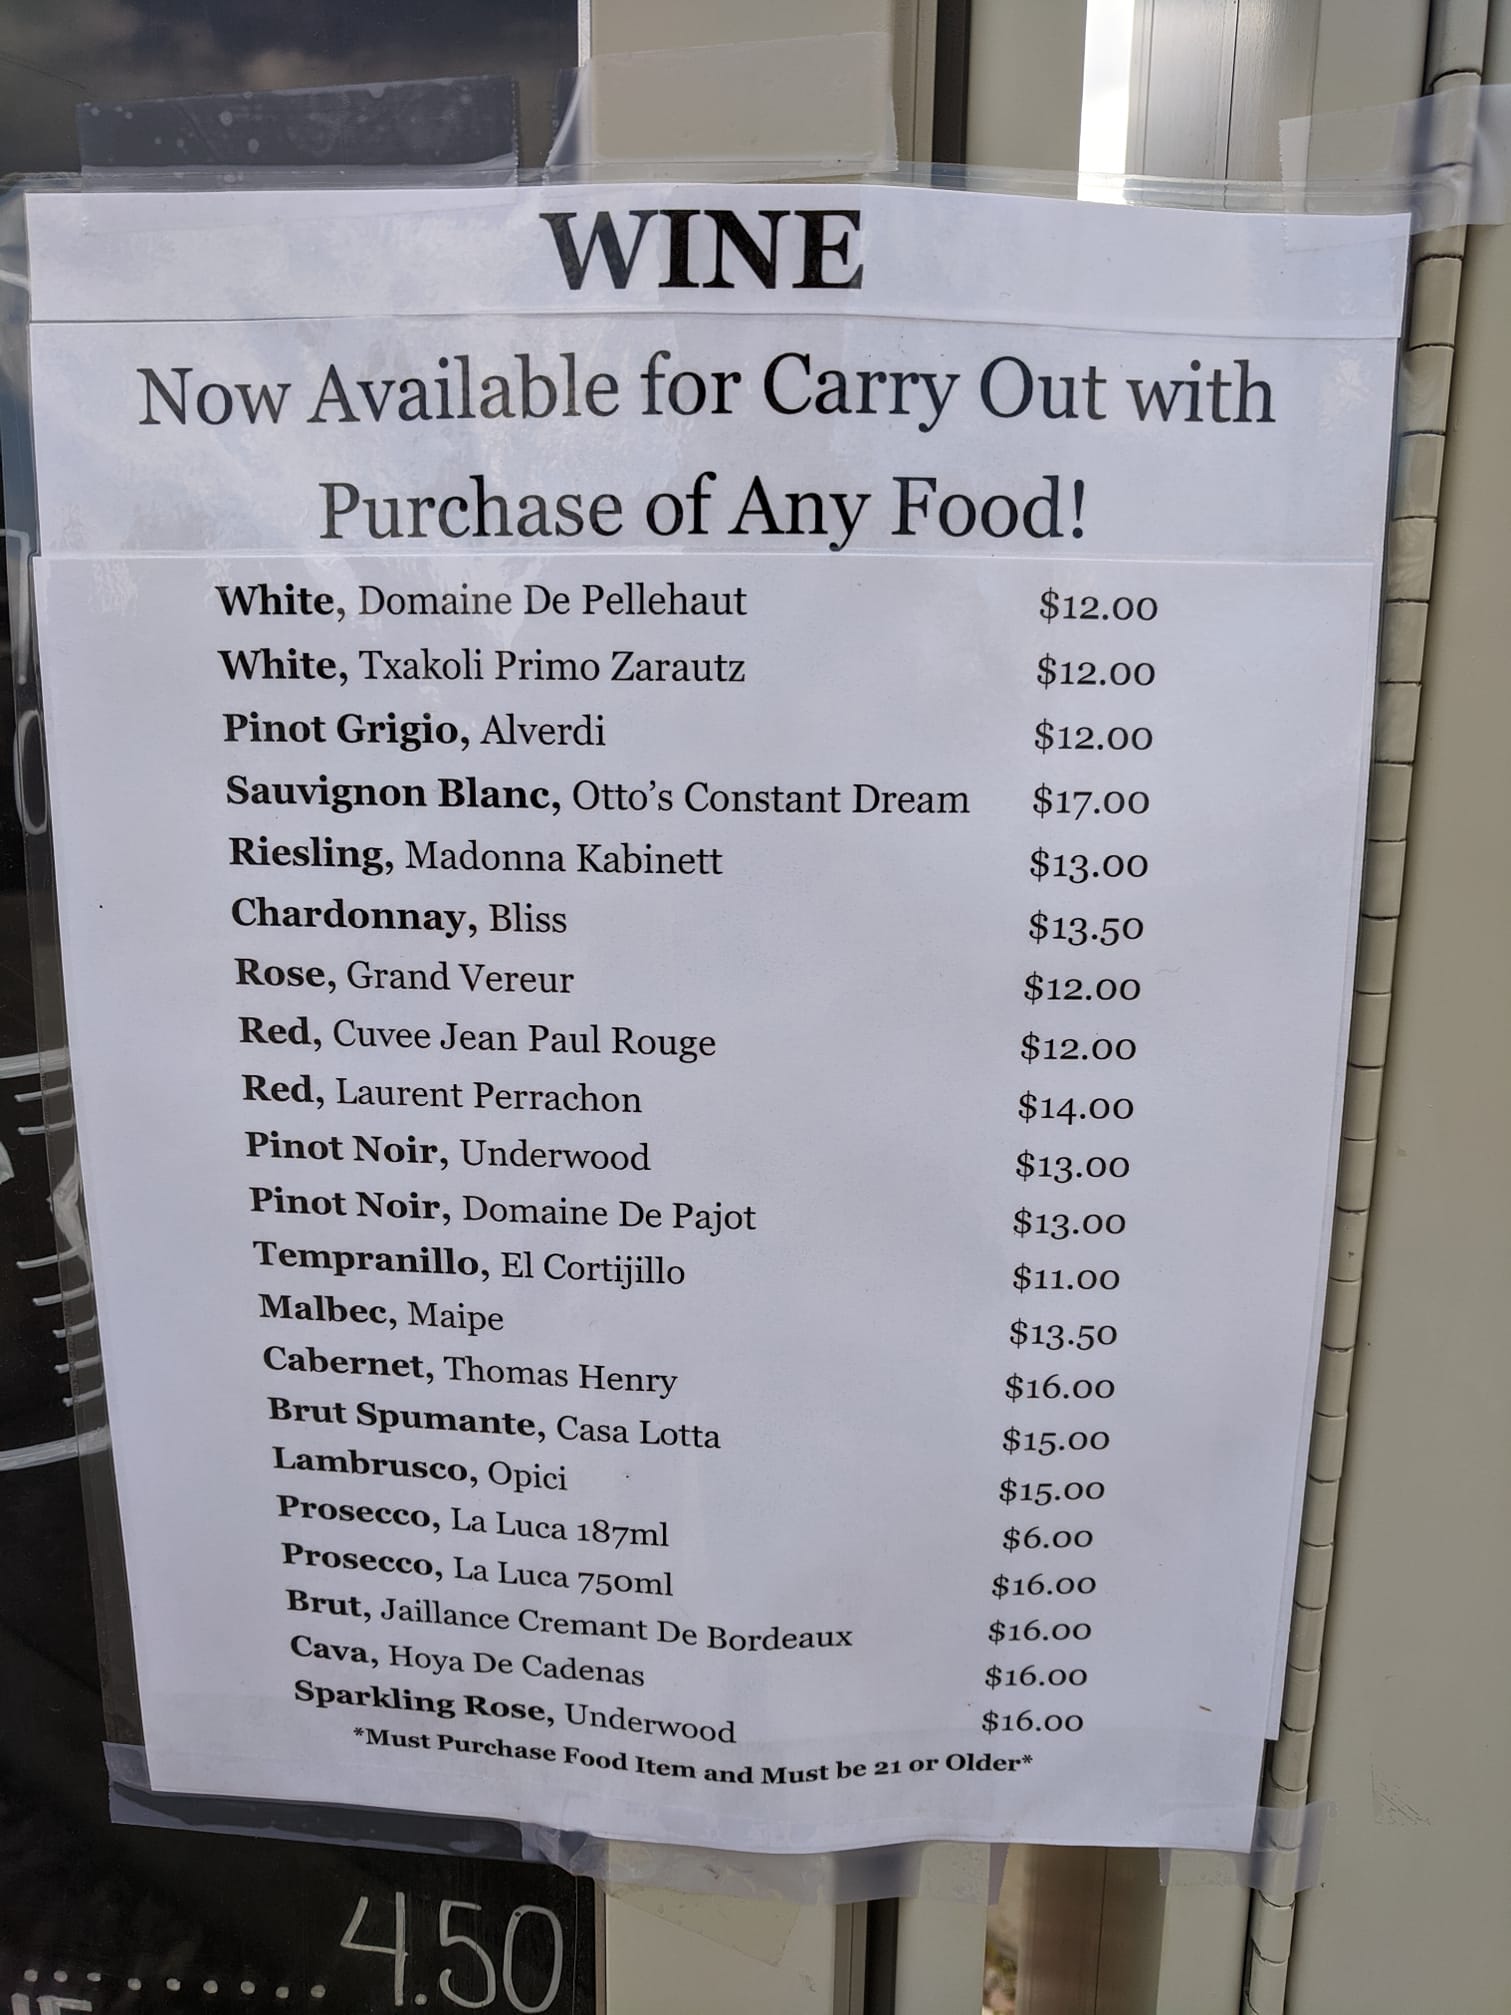 WINE
Now Available for Carry Out with
Purchase of Any Food!
White, Domaine De Pellehaut $12.00
White, Txakoli Primo Zarautz $12.00
Pinot Grigio, Alverdi $12.00
Sauvignon Blanc, Otto's Constant Dream $17.00
Riesling, Madonna Kabinett $13.00
Chardonnay, Bliss $13.50
Rose, Grand Vereur $12.00
Red, Cuvee Jean Paul Rouge $12.00
Red, Laurent Perrachon $14.00
Pinot Noir, Underwood $13.00
Pinot Noir, Domaine De Pajot $13.00
Tempranillo, El Cortijillo $11.00
Malbec, Maipe $13.50
Cabernet, Thomas Henry $16.00
Brut Spumante, Casa Lotta $15.00
Lambrusco, Opici $15.00
Prosecco, La Luca 187ml $6.00
Prosecco, La Luca 750ml $16.00
Brut, Jaillance Cremant De Bordeaux $16.00
Cava, Hoya De Cadenas $16.00
Sparkling Rose, Underwood $16.00
*Must Purchase Food Item and Must be 21 or Older*
4.50